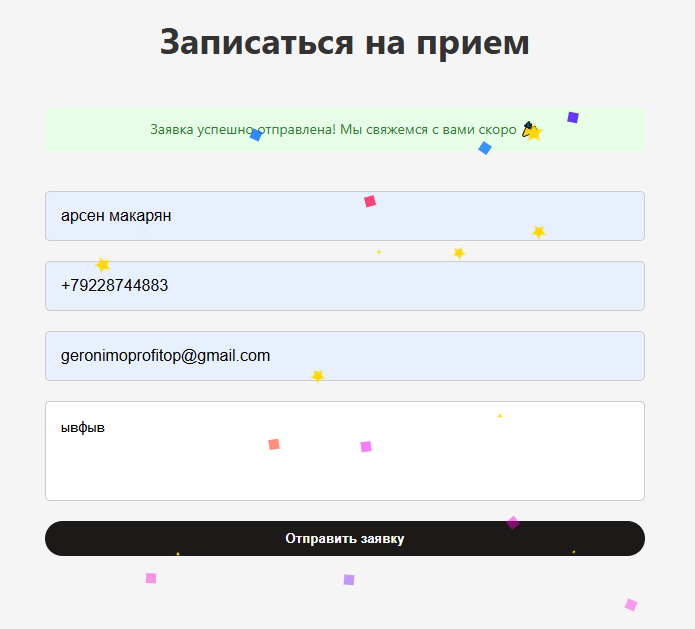 Записаться на прием
Заявка успешно отправлена! Мы свяжемся с вами скоро
арсен макарян
+79228744883
geronimoprofitop@gmail.com
ывфыв
Отправить заявку